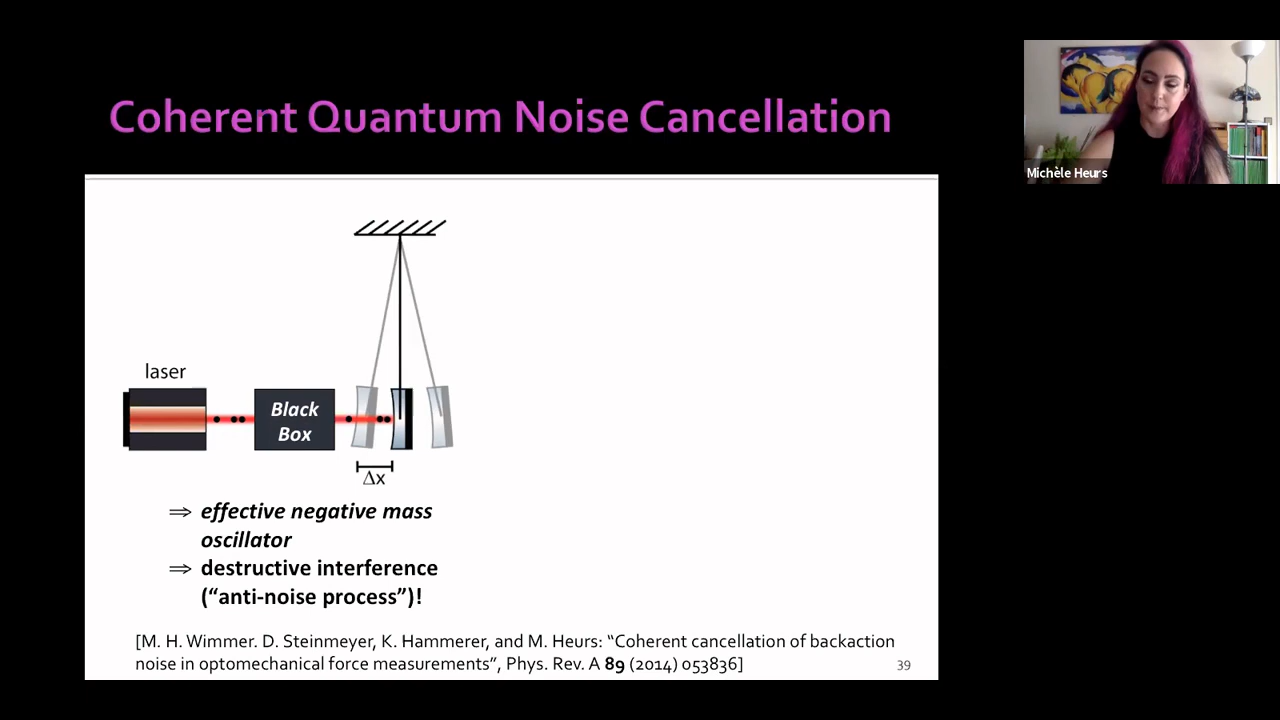 Coherent Quantum Noise Cancellation
Michèle Heurs
laser
Black
Box
Δx
⇒ effective negative mass
oscillator
⇒ destructive interference
(“anti-noise process”)!
[M. H. Wimmer. D. Steinmeyer, K. Hammerer, and M. Heurs: “Coherent cancellation of backaction
noise in optomechanical force measurements”, Phys. Rev. A 89 (2014) 053836]
39